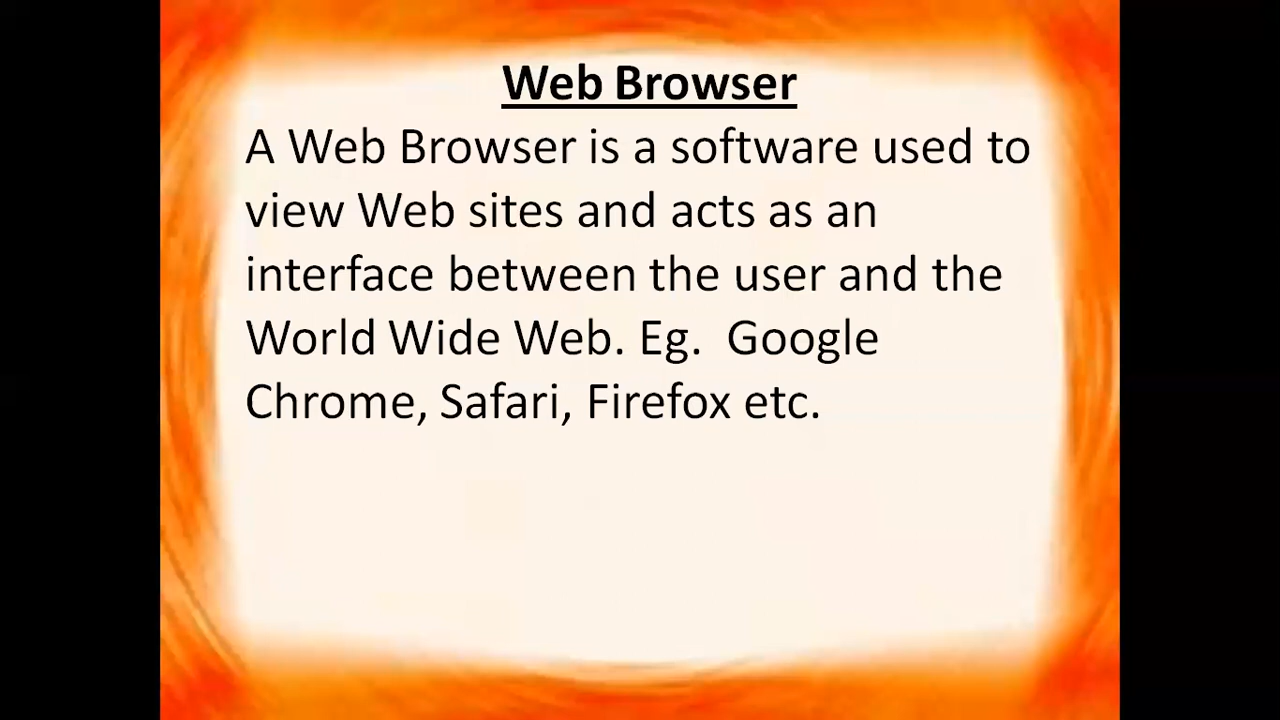 Web Browser
A Web Browser is a software used to
view Web sites and acts as an
interface between the user and the
World Wide Web. Eg.  Google
Chrome, Safari, Firefox etc.